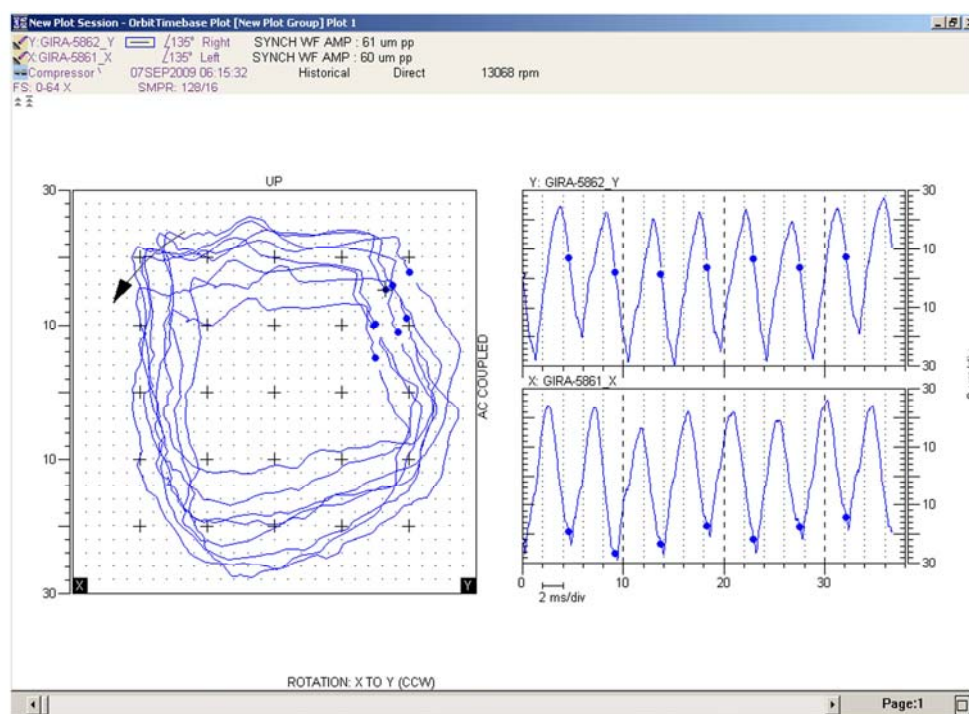 New Plot Session - OrbitTimebase Plot [New Plot Group] Plot 1
Y:GIRA-5862_Y ∠135° Right SYNCH WF AMP : 61 um pp
X:GIRA-5861_X ∠135° Left SYNCH WF AMP : 60 um pp
Compressor\ 07SEP2009 06:15:32 Historical Direct 13068 rpm
FS: 0-64 X SMPR: 128/16
UP
30
10
10
30
AC COUPLED
X
Y
Y: GIRA-5862_Y
30
10
10
30
X: GIRA-5861_X
30
10
10
30
0 10 20 30
2 ms/div
ROTATION: X TO Y (CCW)
Page:1